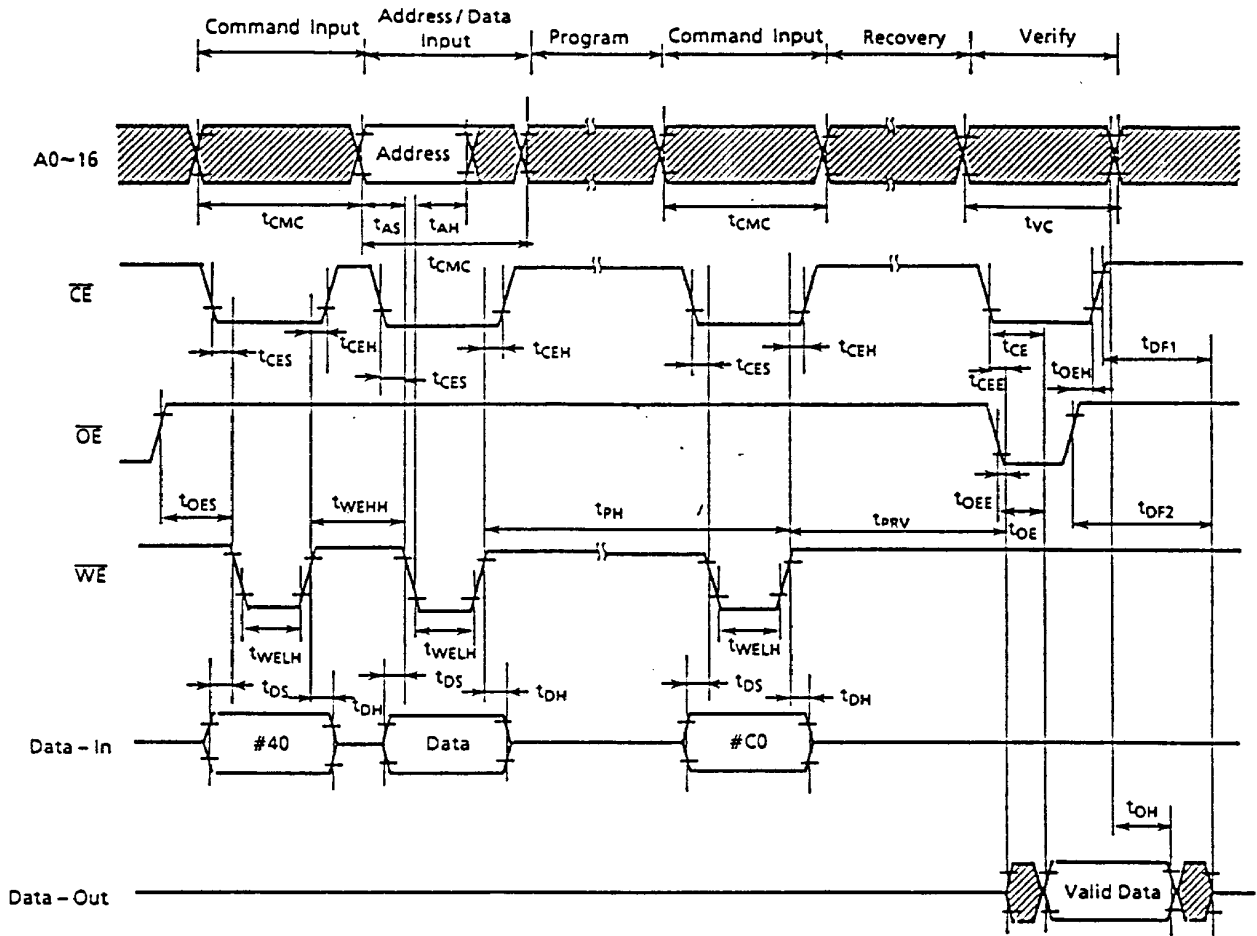 Command Input
Address / Data Input
Program
Command Input
Recovery
Verify
A0~16
Address
tCMC
tAS
tAH
tCMC
tCMC
tVC
CE
tCES
tCEH
tCES
tCEH
tCES
tCEH
tCE
tCEE
tOEH
tDF1
OE
tOES
tWEHH
tPH
tPRV
tOEE
tOE
tDF2
WE
tWELH
tWELH
tWELH
tDS
tDH
tDS
tDH
tDS
tDH
Data – In
#40
Data
#C0
tOH
Data – Out
Valid Data